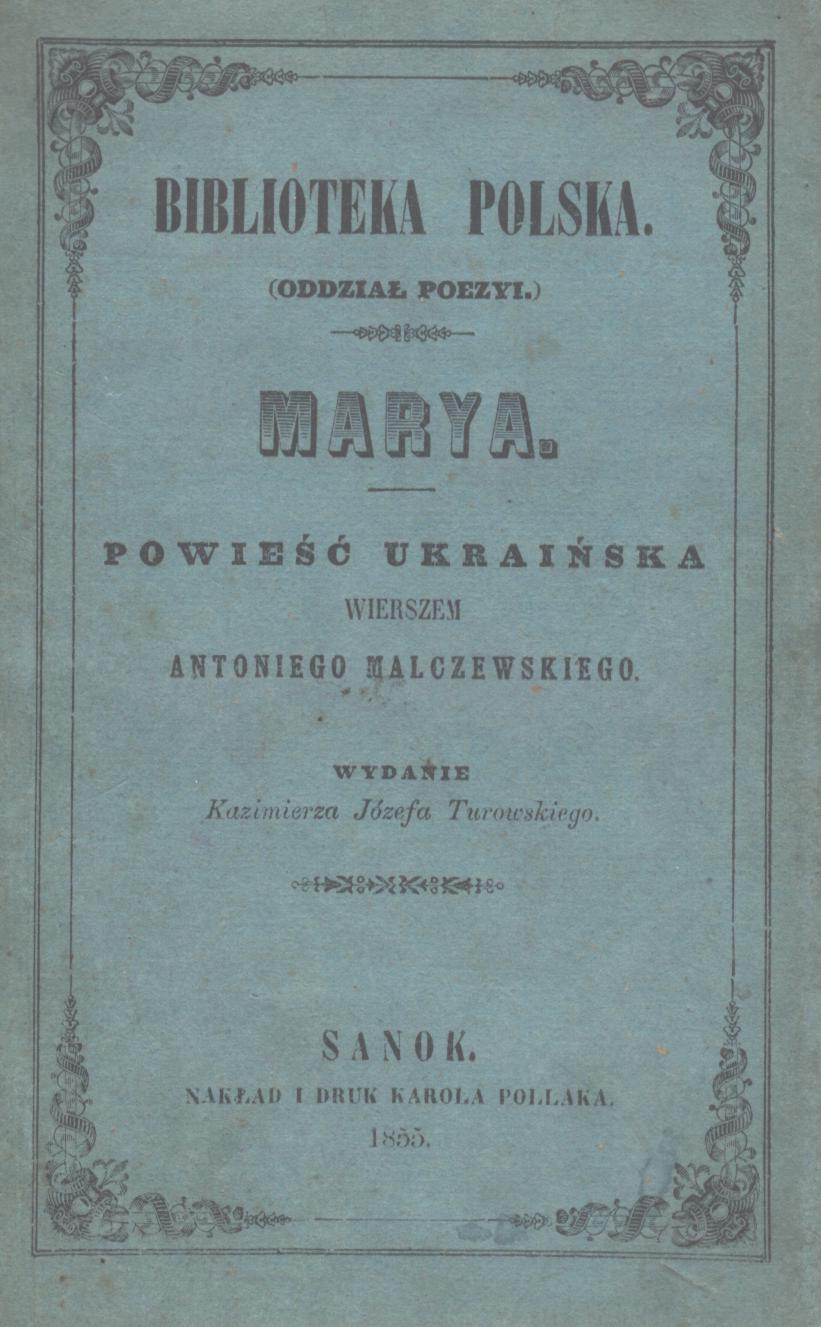 BIBLIOTEKA POLSKA.
(ODDZIAŁ POEZYI.)
MARYA.
POWIEŚĆ UKRAIŃSKA
WIERSZEM
ANTONIEGO MALCZEWSKIEGO.
WYDANIE
Kazimierza Józefa Turowskiego.
SANOK.
NAKŁAD I DRUK KAROLA POLLAKA.
1855.